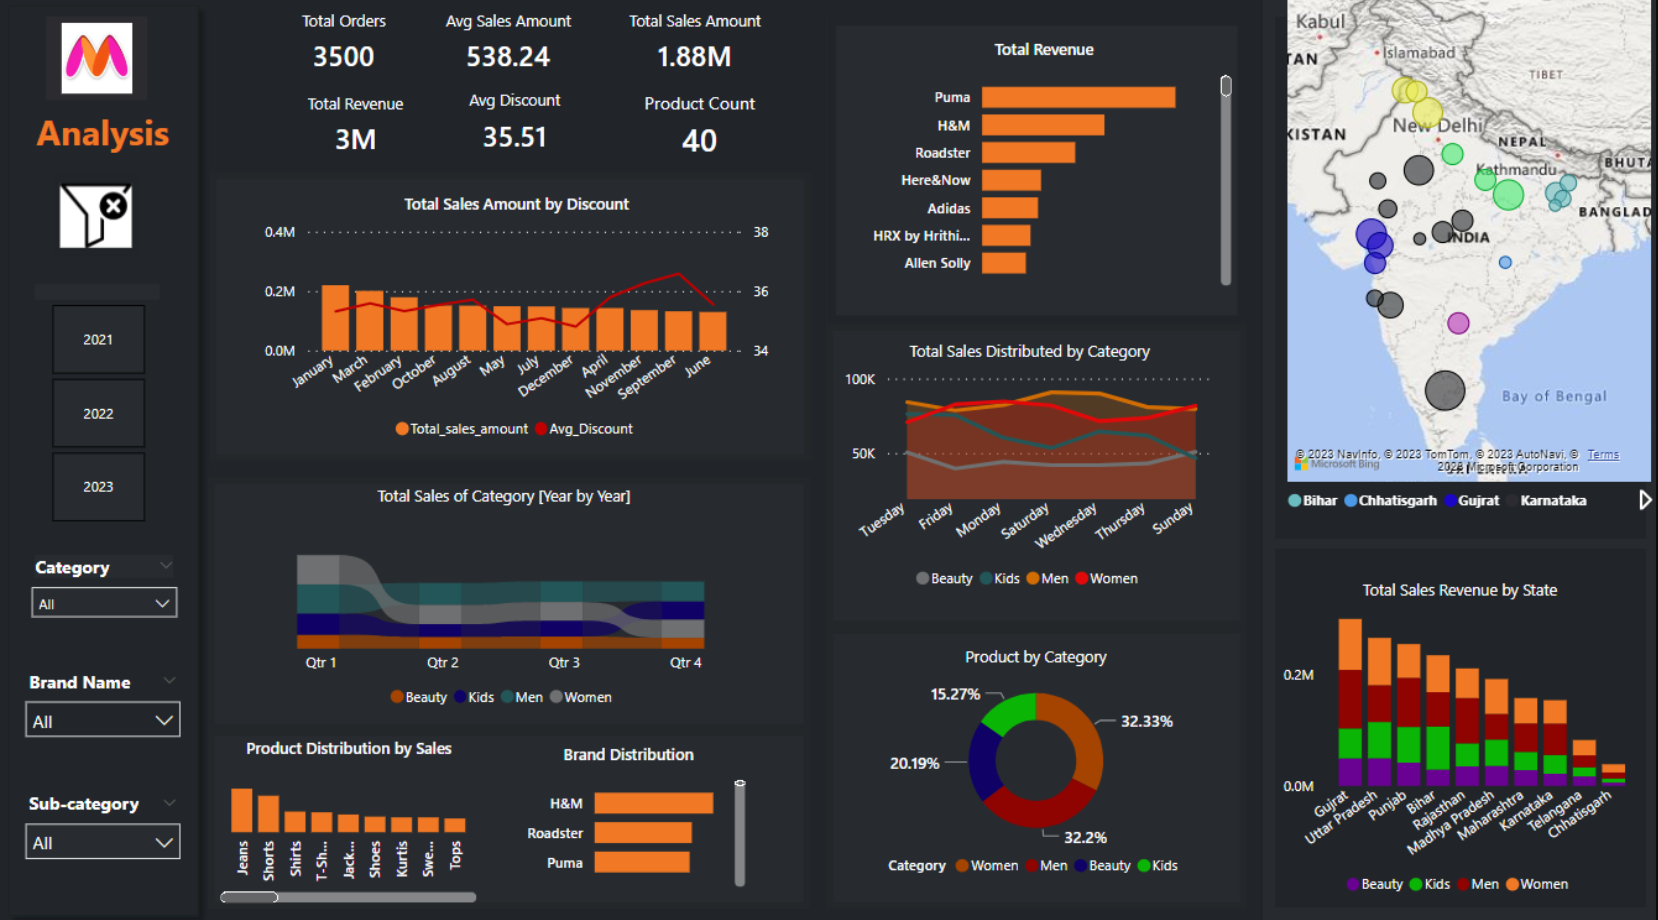 Analysis
2021
2022
2023
Category
All
Brand Name
All
Sub-category
All
Total Orders
3500
Avg Sales Amount
538.24
Total Sales Amount
1.88M
Total Revenue
3M
Avg Discount
35.51
Product Count
40
Total Sales Amount by Discount
0.4M
0.2M
0.0M
38
36
34
January
March
February
October
August
May
July
December
April
November
September
June
Total_sales_amount Avg_Discount
Total Sales of Category [Year by Year]
Qtr 1 Qtr 2 Qtr 3 Qtr 4
Beauty Kids Men Women
Product Distribution by Sales
Jeans
Shorts
Shirts
T-Sh...
Jack...
Shoes
Kurtis
Swe...
Tops
Brand Distribution
H&M
Roadster
Puma
Total Revenue
Puma
H&M
Roadster
Here&Now
Adidas
HRX by Hrithi...
Allen Solly
Total Sales Distributed by Category
100K
50K
Tuesday
Friday
Monday
Saturday
Wednesday
Thursday
Sunday
Beauty Kids Men Women
Product by Category
15.27%
32.33%
20.19%
32.2%
Category Women Men Beauty Kids
Kabul
Islamabad
TAN
TIBET
KISTAN
New Delhi
NEPAL
Kathmandu
BHUTA
BANGLAD
INDIA
Bay of Bengal
© 2023 NavInfo, © 2023 TomTom, © 2023 AutoNavi, © Terms
Microsoft Bing
2023 Microsoft Corporation
Bihar Chhatisgarh Gujrat Karnataka
Total Sales Revenue by State
0.2M
0.0M
Gujrat
Uttar Pradesh
Punjab
Bihar
Rajasthan
Madhya Pradesh
Maharashtra
Karnataka
Telangana
Chhatisgarh
Beauty Kids Men Women